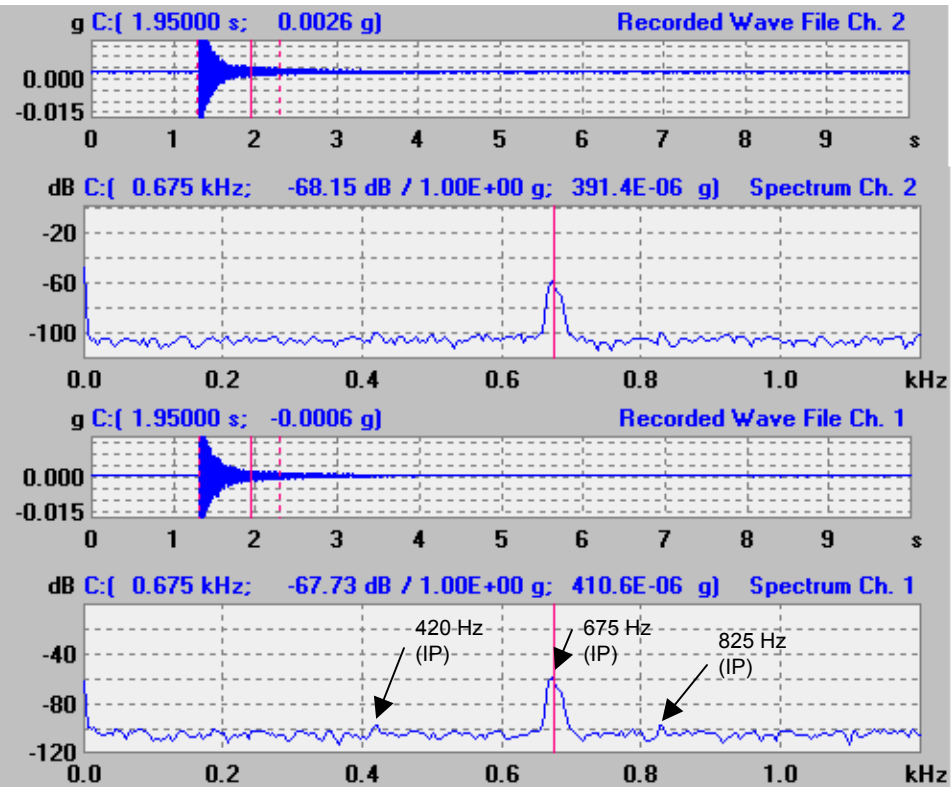 g C:( 1.95000 s; 0.0026 g) Recorded Wave File Ch. 2
0.000
-0.015
0 1 2 3 4 5 6 7 8 9 s
dB C:( 0.675 kHz; -68.15 dB / 1.00E+00 g; 391.4E-06 g) Spectrum Ch. 2
-20
-60
-100
0.0 0.2 0.4 0.6 0.8 1.0 kHz
g C:( 1.95000 s; -0.0006 g) Recorded Wave File Ch. 1
0.000
-0.015
0 1 2 3 4 5 6 7 8 9 s
dB C:( 0.675 kHz; -67.73 dB / 1.00E+00 g; 410.6E-06 g) Spectrum Ch. 1
420 Hz
(IP)
675 Hz
(IP)
825 Hz
(IP)
-40
-80
-120
0.0 0.2 0.4 0.6 0.8 1.0 kHz